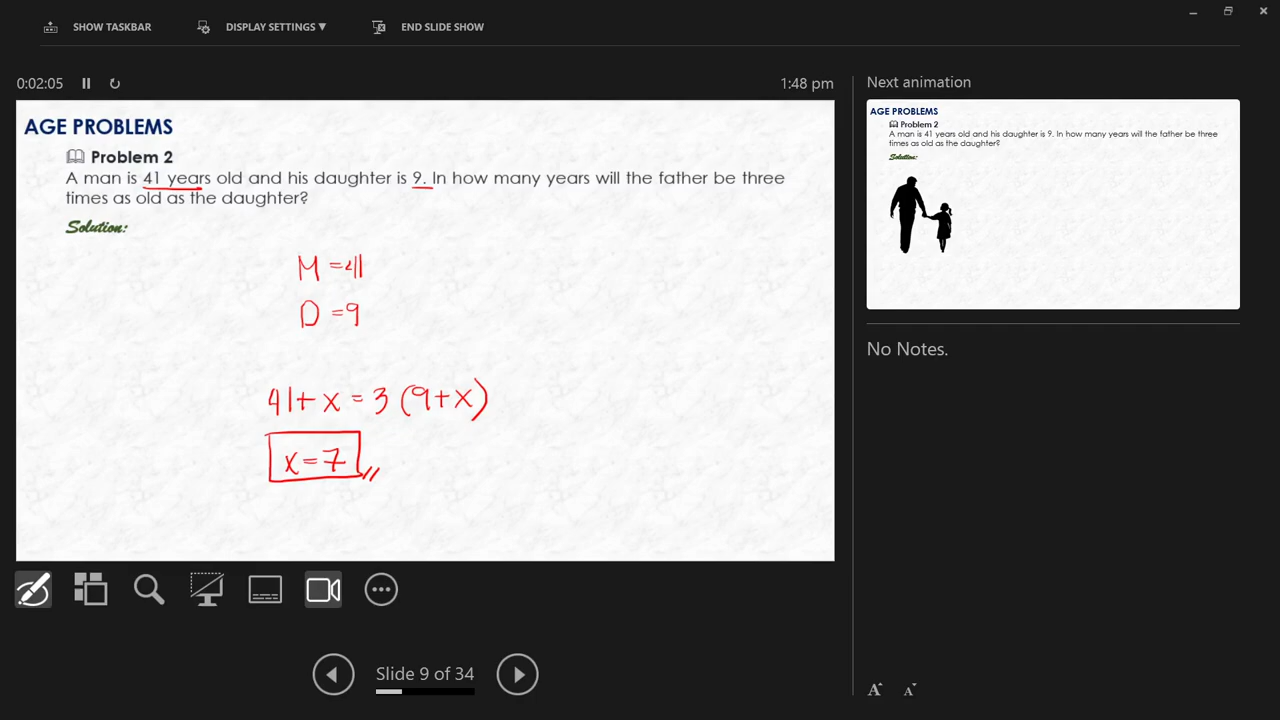 SHOW TASKBAR
DISPLAY SETTINGS ▼
END SLIDE SHOW
0:02:05
1:48 pm
AGE PROBLEMS
Problem 2
A man is 41 years old and his daughter is 9. In how many years will the father be three
times as old as the daughter?
Solution:
M = 41
D = 9
41 + x = 3 (9 + x)
x = 7
Next animation
AGE PROBLEMS
Problem 2
A man is 41 years old and his daughter is 9. In how many years will the father be three
times as old as the daughter?
Solution:
No Notes.
Slide 9 of 34
A
A